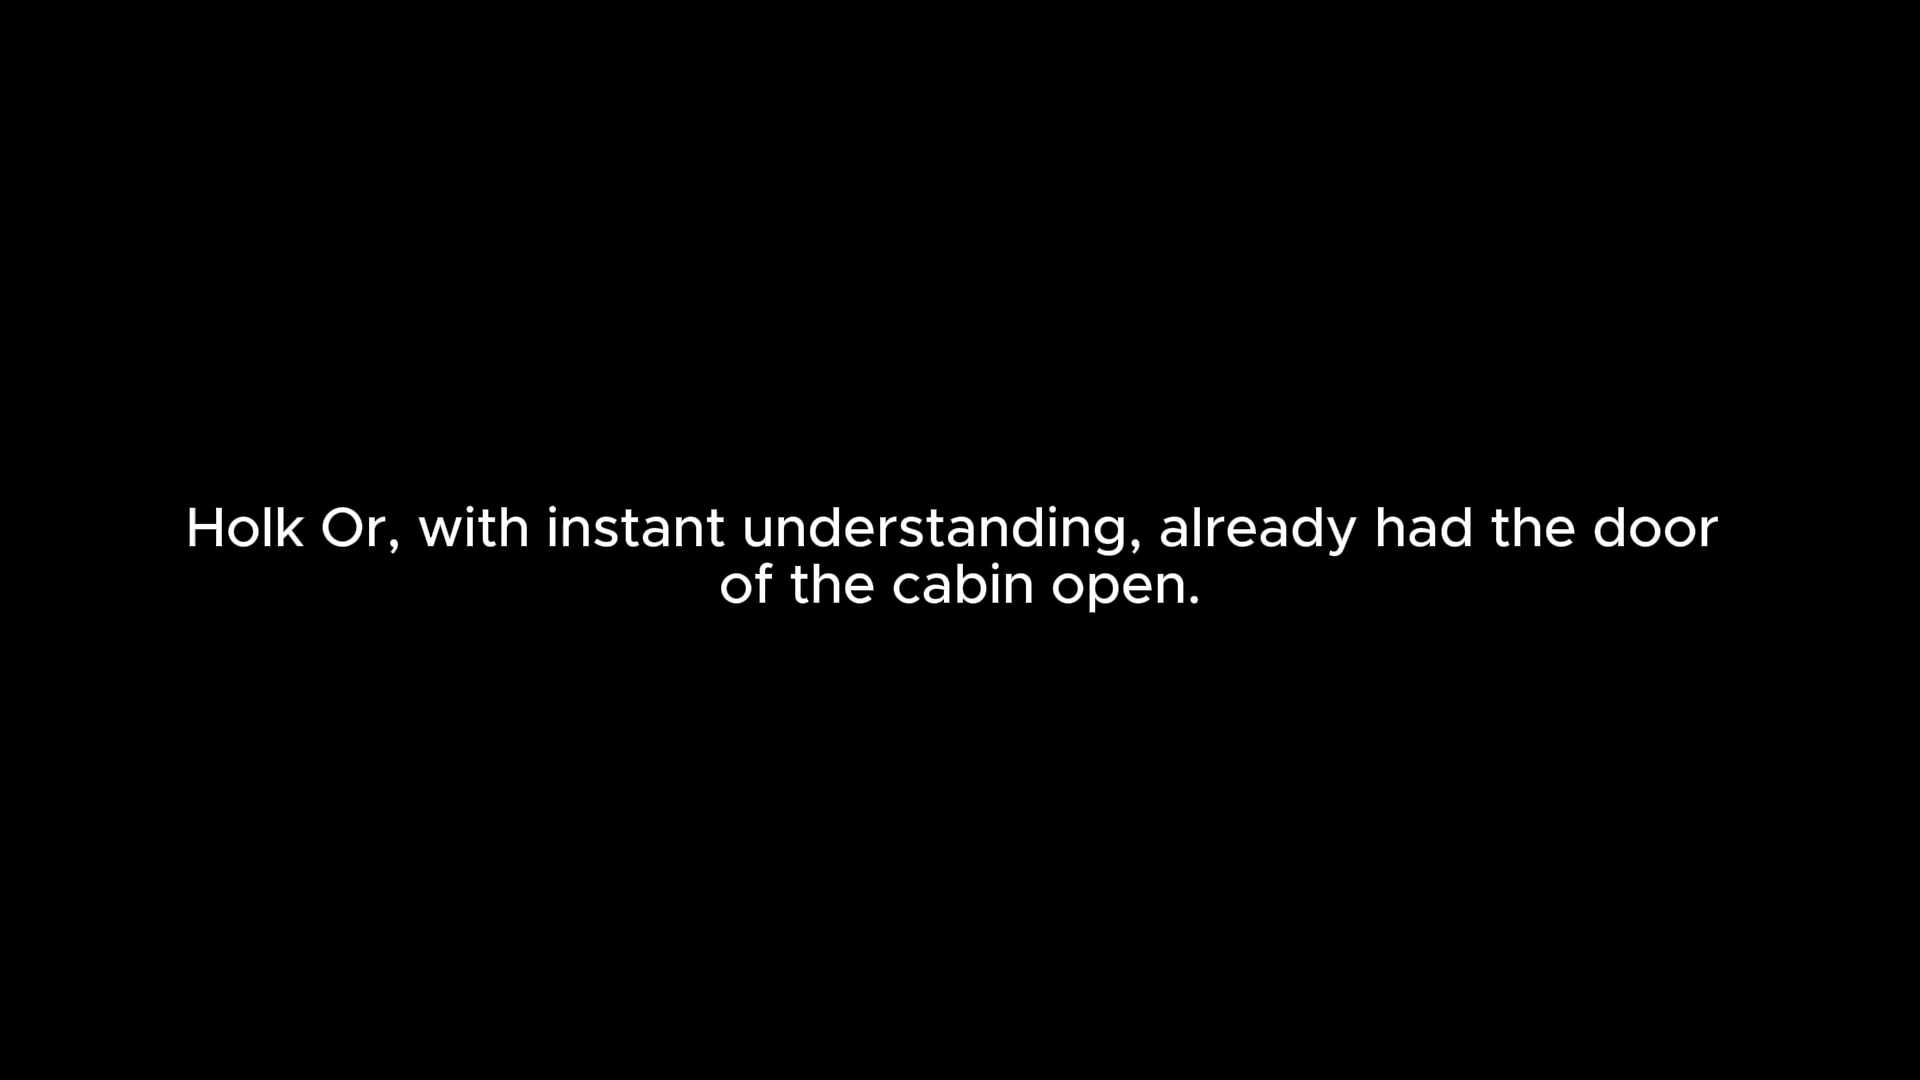 Holk Or, with instant understanding, already had the door
of the cabin open.